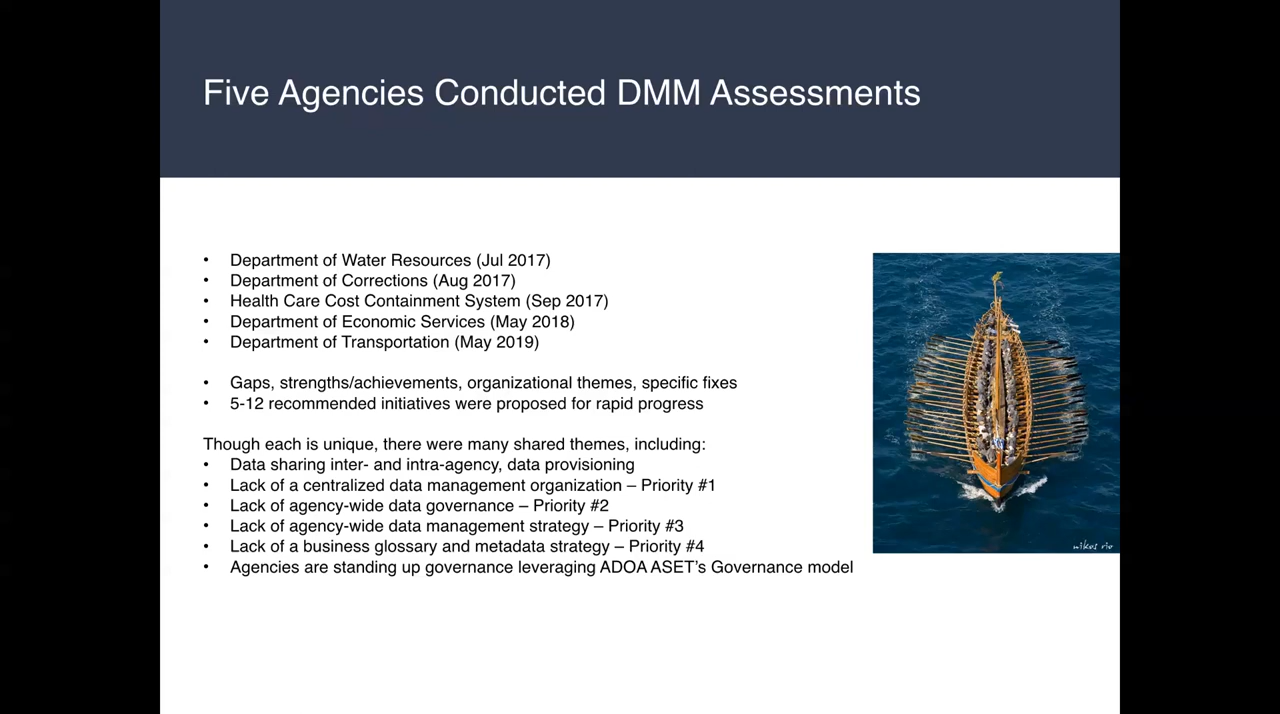 Five Agencies Conducted DMM Assessments
• Department of Water Resources (Jul 2017)
• Department of Corrections (Aug 2017)
• Health Care Cost Containment System (Sep 2017)
• Department of Economic Services (May 2018)
• Department of Transportation (May 2019)
• Gaps, strengths/achievements, organizational themes, specific fixes
• 5-12 recommended initiatives were proposed for rapid progress
Though each is unique, there were many shared themes, including:
• Data sharing inter- and intra-agency, data provisioning
• Lack of a centralized data management organization – Priority #1
• Lack of agency-wide data governance – Priority #2
• Lack of agency-wide data management strategy – Priority #3
• Lack of a business glossary and metadata strategy – Priority #4
• Agencies are standing up governance leveraging ADOA ASET’s Governance model
nikos rio